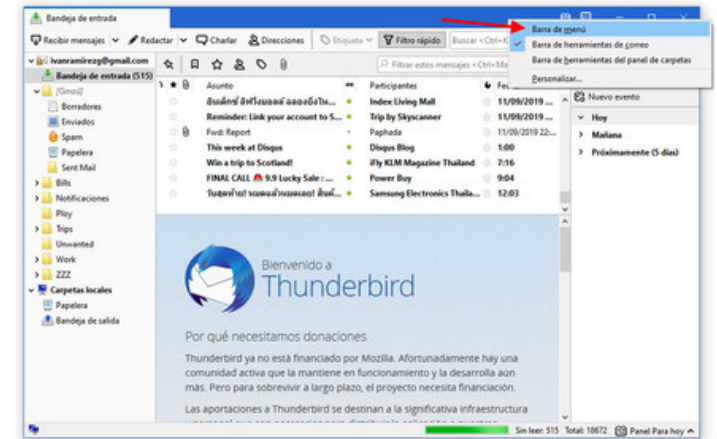 Bandeja de entrada
Barra de menú
Barra de herramientas de correo
Barra de herramientas del panel de carpetas
Personalizar...
Recibir mensajes
Redactar
Charlar
Direcciones
Etiqueta
Filtro rápido
Buscar <Ctrl+K
ivanramirezg@gmail.com
Bandeja de entrada (515)
[Gmail]
Borradores
Enviados
Spam
Papelera
Sent Mail
Bills
Notificaciones
Ploy
Trips
Unwanted
Work
ZZZ
Carpetas locales
Papelera
Bandeja de salida
Filtrar estos mensajes <Ctrl+Ma
Asunto Participantes Fe
Index Living Mall 11/09/2019 ...
Reminder: Link your account to S... Trip by Skyscanner 11/09/2019 ...
Fwd: Report Paphada 11/09/2019 22:...
This week at Disqus Disqus Blog 1:00
Win a trip to Scotland! iFly KLM Magazine Thailand 7:16
FINAL CALL 9.9 Lucky Sale : ... Power Buy 9:04
Samsung Electronics Thaila... 12:03
Nuevo evento
Hoy
Mañana
Próximamente (5 días)
Bienvenido a
Thunderbird
Por qué necesitamos donaciones
Thunderbird ya no está financiado por Mozilla. Afortunadamente hay una
comunidad activa que la mantiene en funcionamiento y la desarrolla aún
más. Pero para sobrevivir a largo plazo, el proyecto necesita financiación.
Las aportaciones a Thunderbird se destinan a la significativa infraestructura
Sin leer: 515 Total: 18672 Panel Para hoy